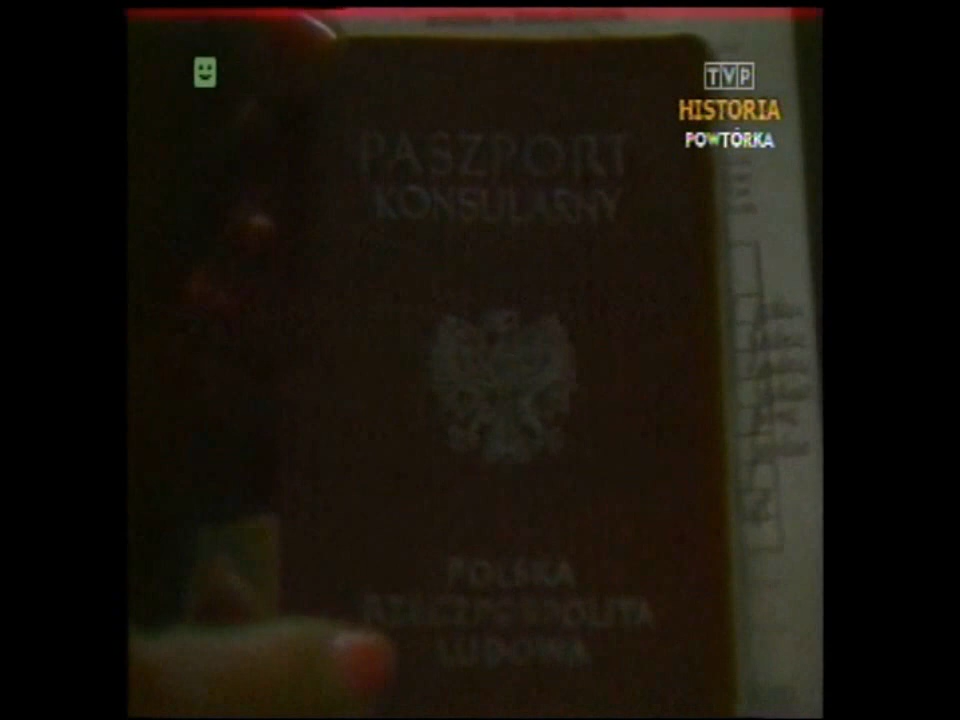 TVP
HISTORIA
POWTÓRKA
PASZPORT
KONSULARNY
POLSKA
RZECZPOSPOLITA
LUDOWA